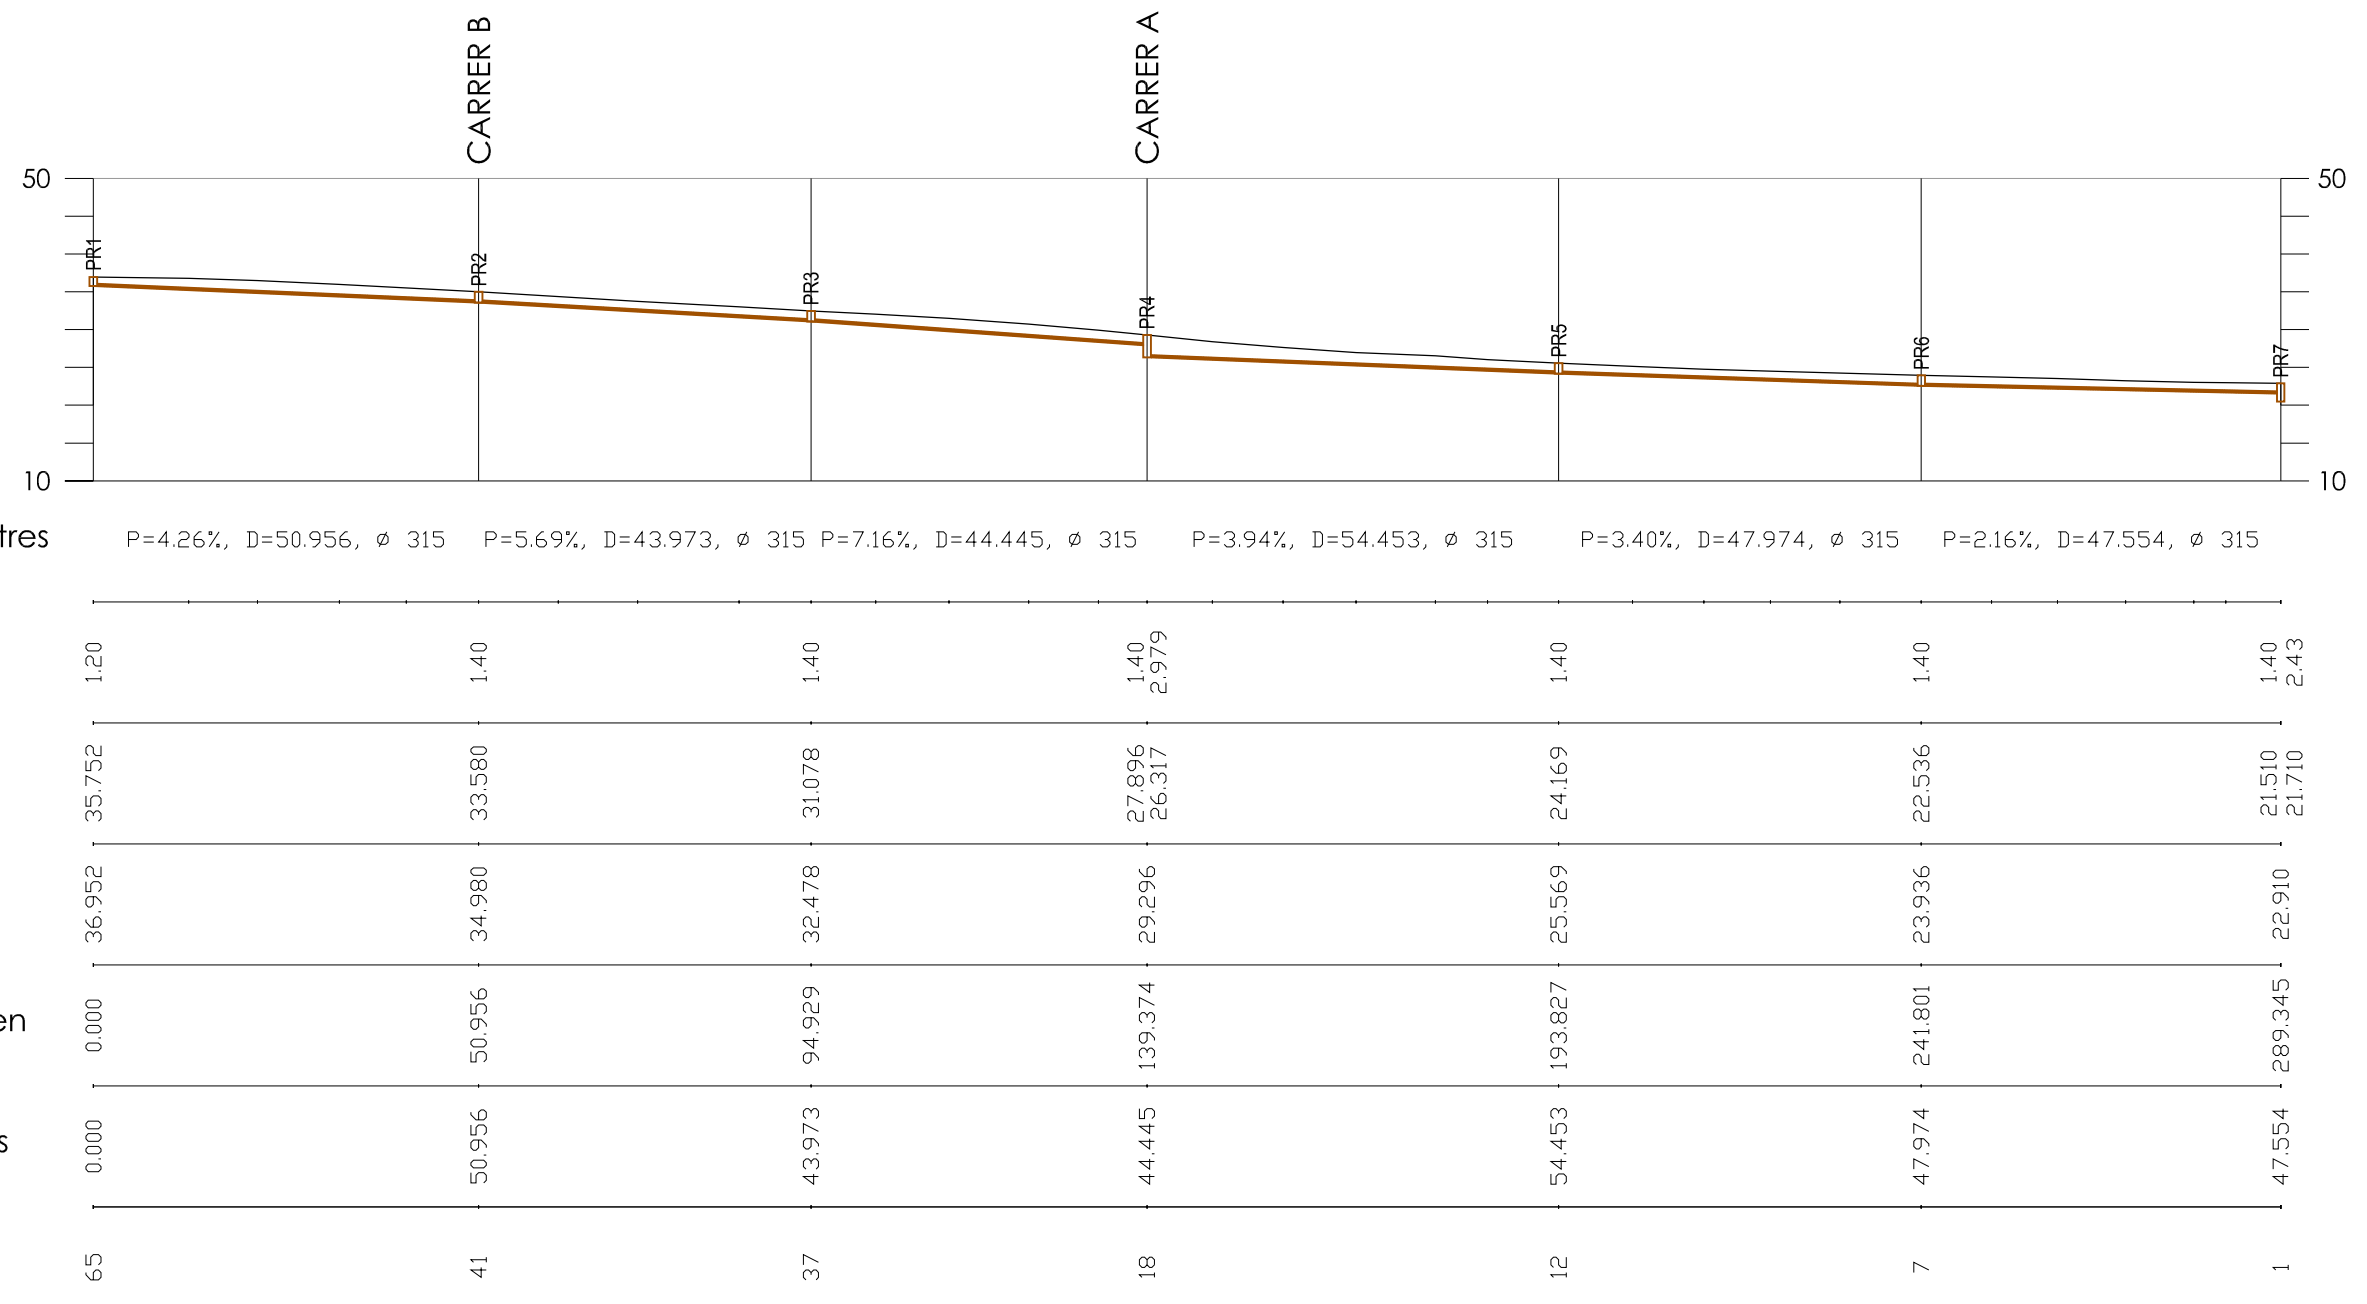 CARRER B
CARRER A
50
50
PR1
PR2
PR3
PR4
PR5
PR6
PR7
10
10
tres
P=4.26%, D=50.956, ø 315
P=5.69%, D=43.973, ø 315
P=7.16%, D=44.445, ø 315
P=3.94%, D=54.453, ø 315
P=3.40%, D=47.974, ø 315
P=2.16%, D=47.554, ø 315
1.20
1.40
1.40
1.40
2.979
1.40
1.40
1.40
2.43
35.752
33.580
31.078
27.896
26.317
24.169
22.536
21.510
21.710
36.952
34.980
32.478
29.296
25.569
23.936
22.910
en
0.000
50.956
94.929
139.374
193.827
241.801
289.345
s
0.000
50.956
43.973
44.445
54.453
47.974
47.554
65
41
37
18
12
7
1